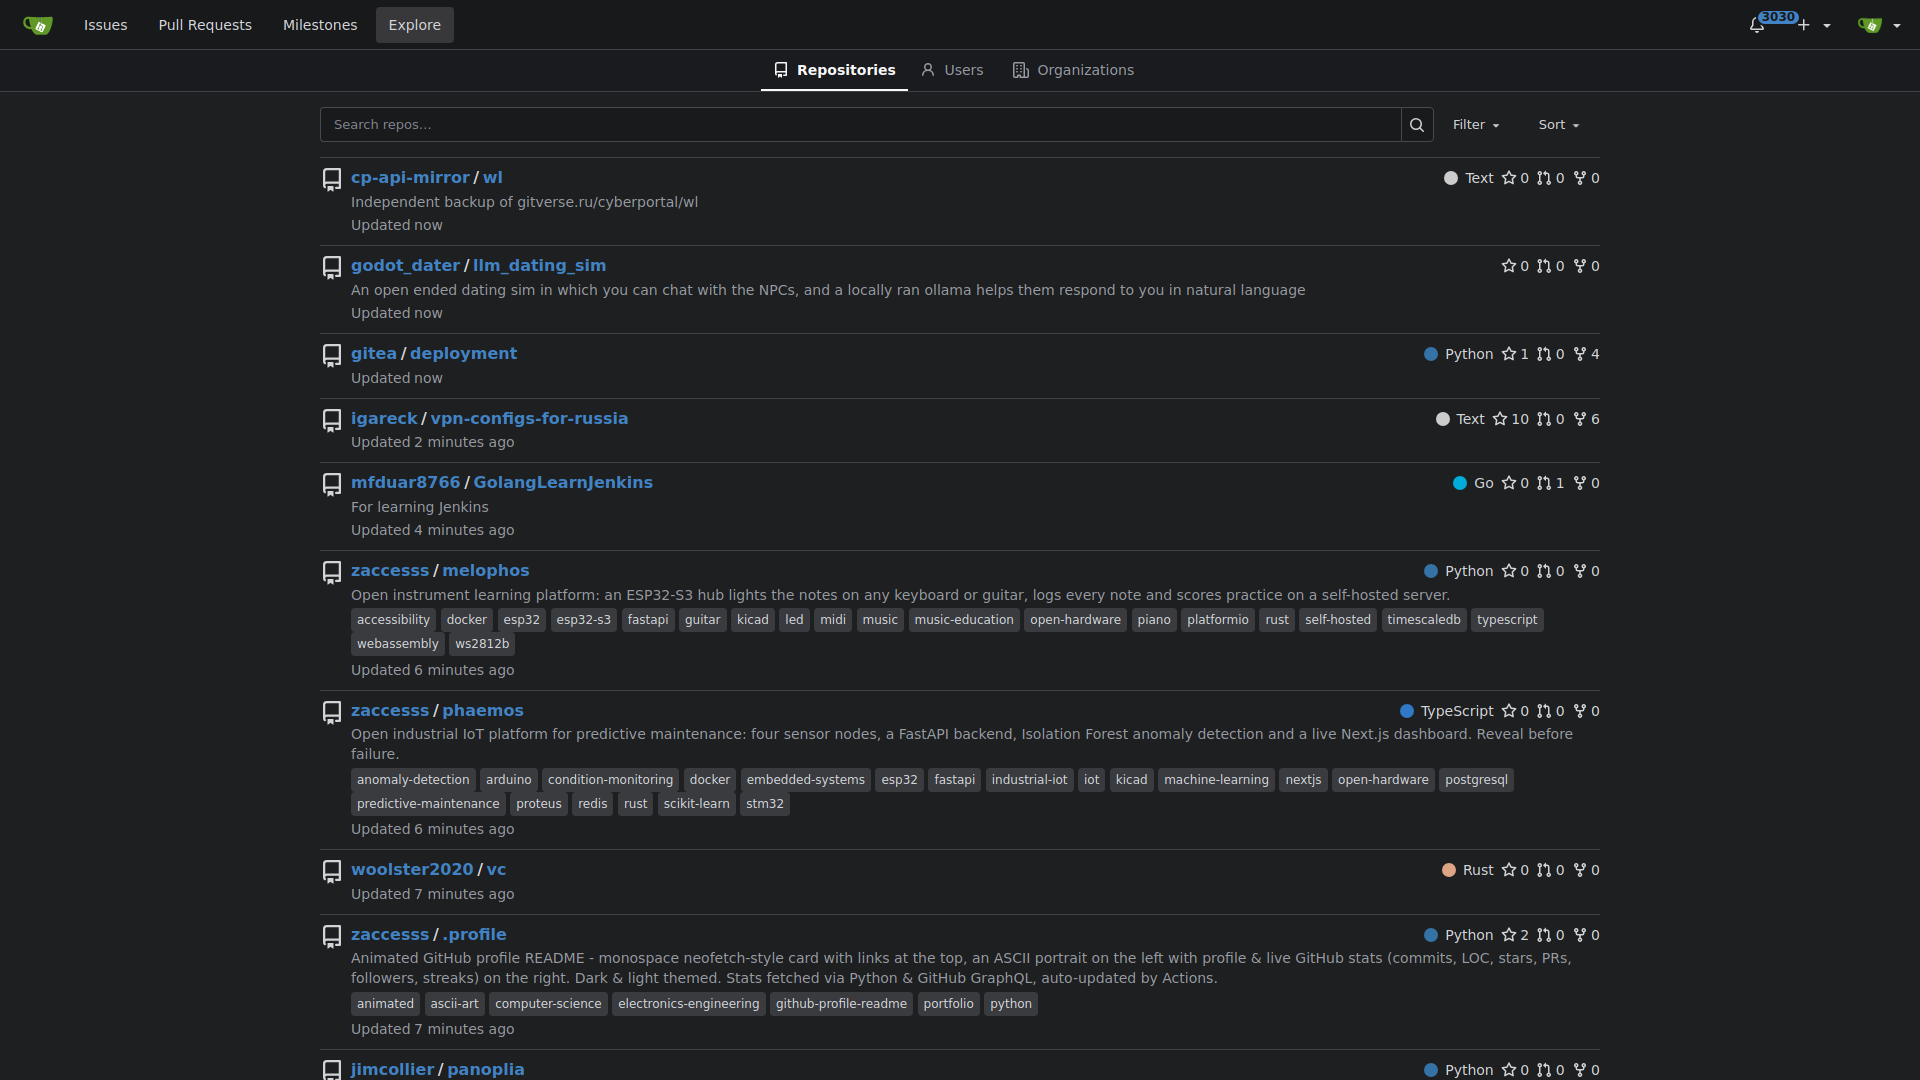 Issues Pull Requests Milestones Explore 3030
Repositories Users Organizations
Search repos... Filter Sort
cp-api-mirror / wl Text 0 0 0
Independent backup of gitverse.ru/cyberportal/wl
Updated now
godot_dater / llm_dating_sim 0 0 0
An open ended dating sim in which you can chat with the NPCs, and a locally ran ollama helps them respond to you in natural language
Updated now
gitea / deployment Python 1 0 4
Updated now
igareck / vpn-configs-for-russia Text 10 0 6
Updated 2 minutes ago
mfduar8766 / GolangLearnJenkins Go 0 1 0
For learning Jenkins
Updated 4 minutes ago
zaccesss / melophos Python 0 0 0
Open instrument learning platform: an ESP32-S3 hub lights the notes on any keyboard or guitar, logs every note and scores practice on a self-hosted server.
accessibility docker esp32 esp32-s3 fastapi guitar kicad led midi music music-education open-hardware piano platformio rust self-hosted timescaledb typescript
webassembly ws2812b
Updated 6 minutes ago
zaccesss / phaemos TypeScript 0 0 0
Open industrial IoT platform for predictive maintenance: four sensor nodes, a FastAPI backend, Isolation Forest anomaly detection and a live Next.js dashboard. Reveal before
failure.
anomaly-detection arduino condition-monitoring docker embedded-systems esp32 fastapi industrial-iot iot kicad machine-learning nextjs open-hardware postgresql
predictive-maintenance proteus redis rust scikit-learn stm32
Updated 6 minutes ago
woolster2020 / vc Rust 0 0 0
Updated 7 minutes ago
zaccesss / .profile Python 2 0 0
Animated GitHub profile README - monospace neofetch-style card with links at the top, an ASCII portrait on the left with profile & live GitHub stats (commits, LOC, stars, PRs,
followers, streaks) on the right. Dark & light themed. Stats fetched via Python & GitHub GraphQL, auto-updated by Actions.
animated ascii-art computer-science electronics-engineering github-profile-readme portfolio python
Updated 7 minutes ago
jimcollier / panoplia Python 0 0 0